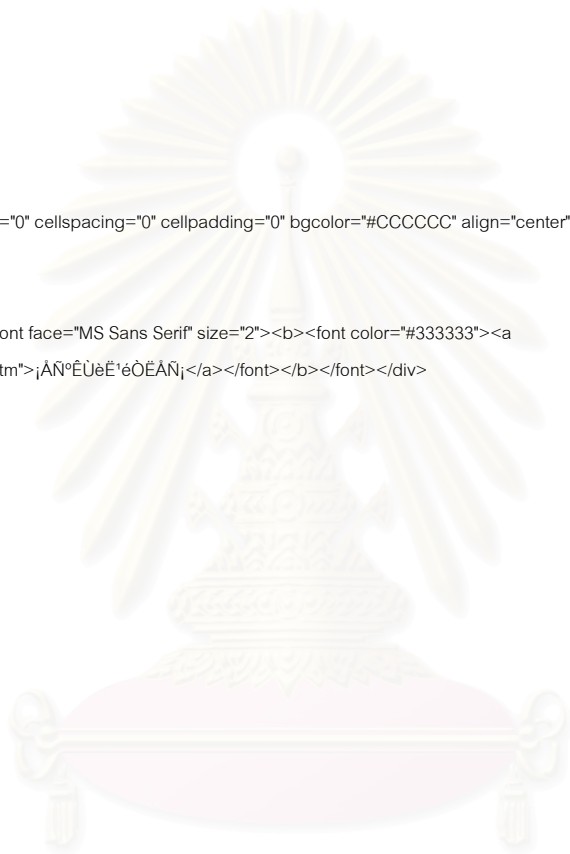 ="0" cellspacing="0" cellpadding="0" bgcolor="#CCCCCC" align="center"
ont face="MS Sans Serif" size="2"><b><font color="#333333"><a
tm">¡ÅÑºÊÙèË¹éÒËÅÑ¡</a></font></b></font></div>